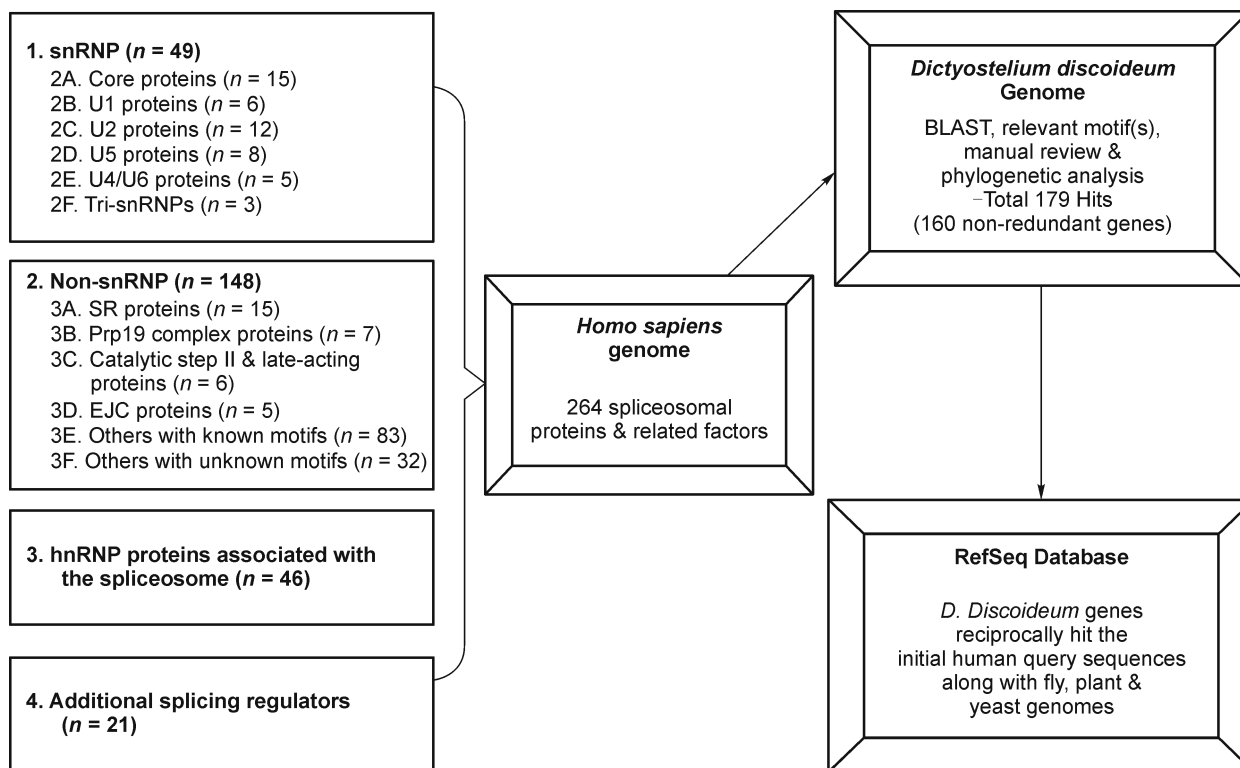 1. snRNP (n = 49)
2A. Core proteins (n = 15)
2B. U1 proteins (n = 6)
2C. U2 proteins (n = 12)
2D. U5 proteins (n = 8)
2E. U4/U6 proteins (n = 5)
2F. Tri-snRNPs (n = 3)
2. Non-snRNP (n = 148)
3A. SR proteins (n = 15)
3B. Prp19 complex proteins (n = 7)
3C. Catalytic step II & late-acting
proteins (n = 6)
3D. EJC proteins (n = 5)
3E. Others with known motifs (n = 83)
3F. Others with unknown motifs (n = 32)
3. hnRNP proteins associated with
the spliceosome (n = 46)
4. Additional splicing regulators
(n = 21)
Homo sapiens
genome
264 spliceosomal
proteins & related factors
Dictyostelium discoideum
Genome
BLAST, relevant motif(s),
manual review &
phylogenetic analysis
–Total 179 Hits
(160 non-redundant genes)
RefSeq Database
D. Discoideum genes
reciprocally hit the
initial human query sequences
along with fly, plant &
yeast genomes